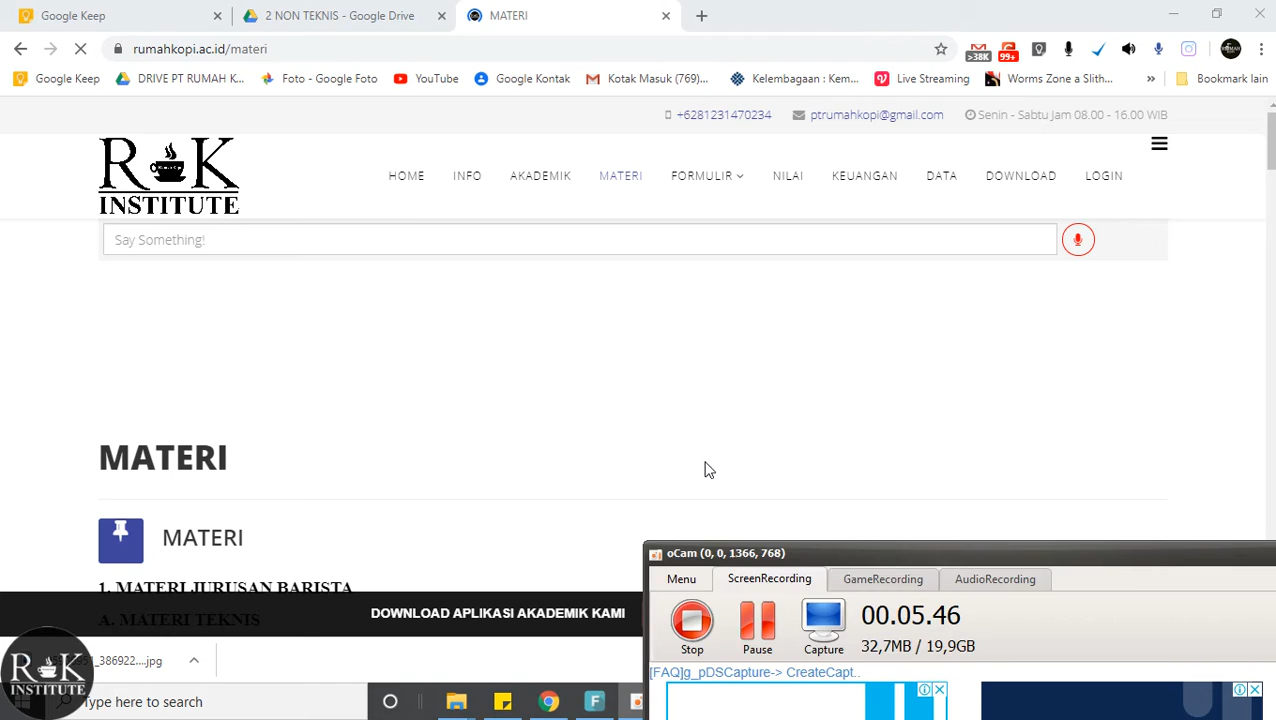 Google Keep
2 NON TEKNIS - Google Drive
MATERI
rumahkopi.ac.id/materi
>38K
99+
Google Keep
DRIVE PT RUMAH K...
Foto - Google Foto
YouTube
Google Kontak
Kotak Masuk (769)...
Kelembagaan : Kem...
Live Streaming
Worms Zone a Slith...
»
Bookmark lain
+6281231470234
ptrumahkopi@gmail.com
Senin - Sabtu Jam 08.00 - 16.00 WIB
R K
INSTITUTE
HOME
INFO
AKADEMIK
MATERI
FORMULIR
NILAI
KEUANGAN
DATA
DOWNLOAD
LOGIN
Say Something!
MATERI
MATERI
1. MATERI JURUSAN BARISTA
A. MATERI TEKNIS
DOWNLOAD APLIKASI AKADEMIK KAMI
oCam (0, 0, 1366, 768)
Menu
ScreenRecording
GameRecording
AudioRecording
00.05.46
32,7MB / 19,9GB
Stop
Pause
Capture
[FAQ]g_pDSCapture-> CreateCapt..
_386922....jpg
R K
INSTITUTE
Type here to search